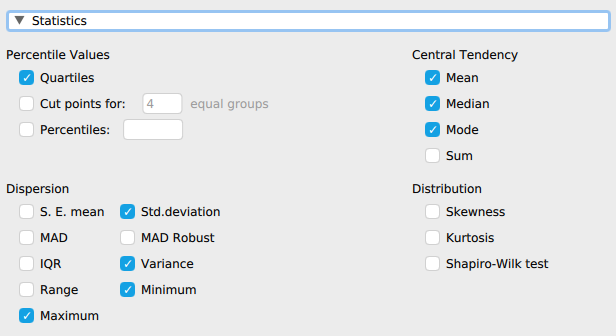 Statistics
Percentile Values
Quartiles
Cut points for: 4 equal groups
Percentiles:
Central Tendency
Mean
Median
Mode
Sum
Dispersion
S. E. mean
Std.deviation
MAD
MAD Robust
IQR
Variance
Range
Minimum
Maximum
Distribution
Skewness
Kurtosis
Shapiro-Wilk test